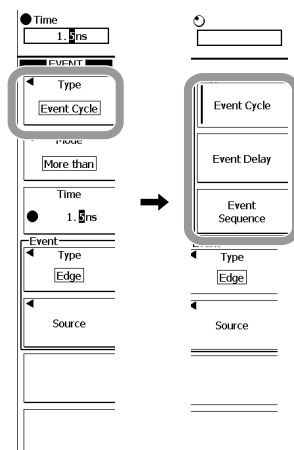 Time
1.5ns
EVENT
Type
Event Cycle
Mode
More than
Time
1.5ns
Event
Type
Edge
Source
Event Cycle
Event Delay
Event
Sequence
Type
Edge
Source